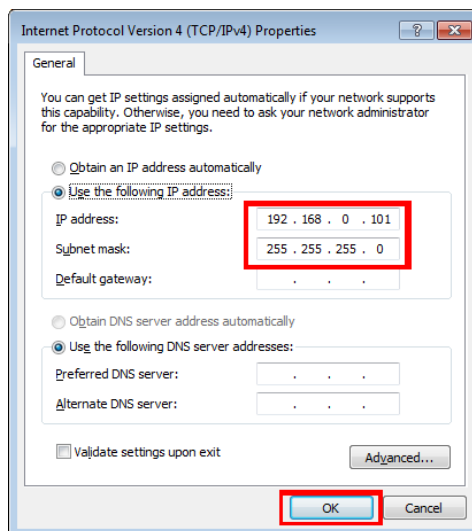 Internet Protocol Version 4 (TCP/IPv4) Properties
General
You can get IP settings assigned automatically if your network supports
this capability. Otherwise, you need to ask your network administrator
for the appropriate IP settings.
Obtain an IP address automatically
Use the following IP address:
IP address: 192 . 168 . 0 . 101
Subnet mask: 255 . 255 . 255 . 0
Default gateway: . . .
Obtain DNS server address automatically
Use the following DNS server addresses:
Preferred DNS server: . . .
Alternate DNS server: . . .
Validate settings upon exit
Advanced...
OK Cancel